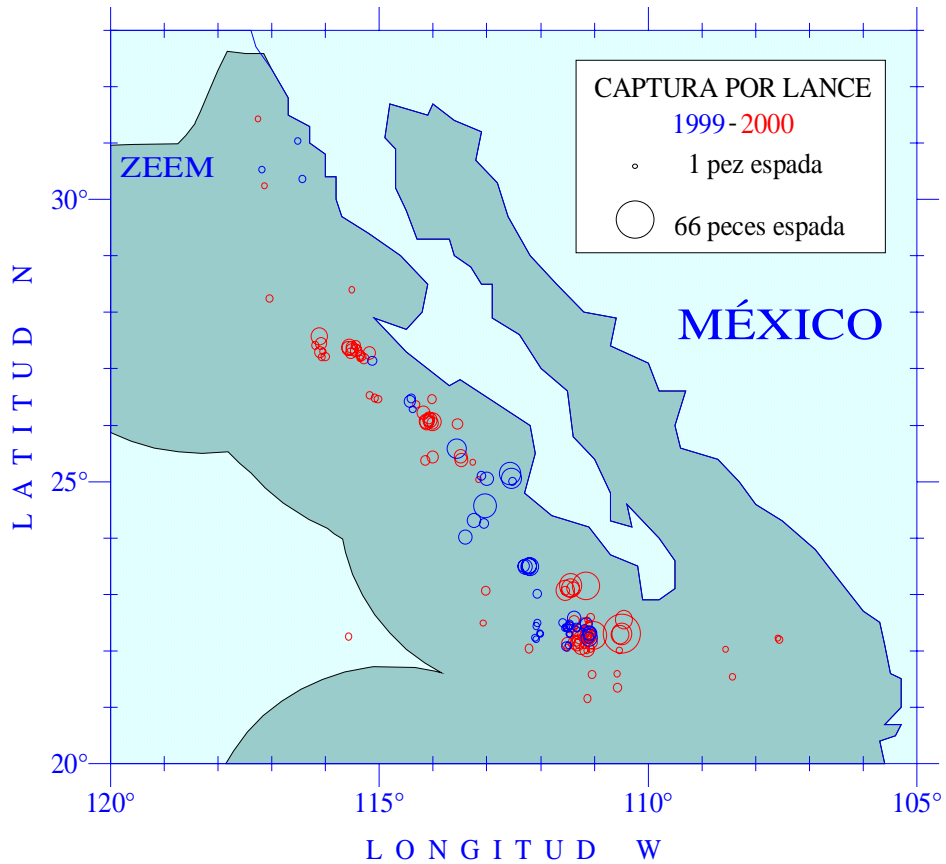 CAPTURA POR LANCE
1999-2000
1 pez espada
66 peces espada
ZEEM
MÉXICO
30°
25°
20°
LATITUD N
120°
115°
110°
105°
LONGITUD W